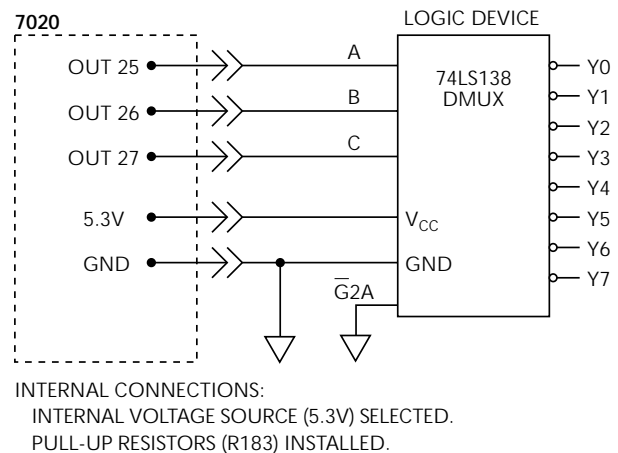 7020
LOGIC DEVICE
OUT 25
A
74LS138
DMUX
Y0
OUT 26
B
Y1
Y2
OUT 27
C
Y3
Y4
5.3V
VCC
Y5
GND
GND
Y6
G̅2A
Y7
INTERNAL CONNECTIONS:
INTERNAL VOLTAGE SOURCE (5.3V) SELECTED.
PULL-UP RESISTORS (R183) INSTALLED.